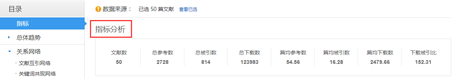 目录
指标
总体趋势
关系网络
文献互引网络
关键词共现网络
数据来源： 已选 50 篇文献 查看已选
指标分析
文献数 总参考数 总被引数 总下载数 篇均参考数 篇均被引数 篇均下载数 下载被引比
50 2728 814 123983 54.56 16.28 2479.66 152.31